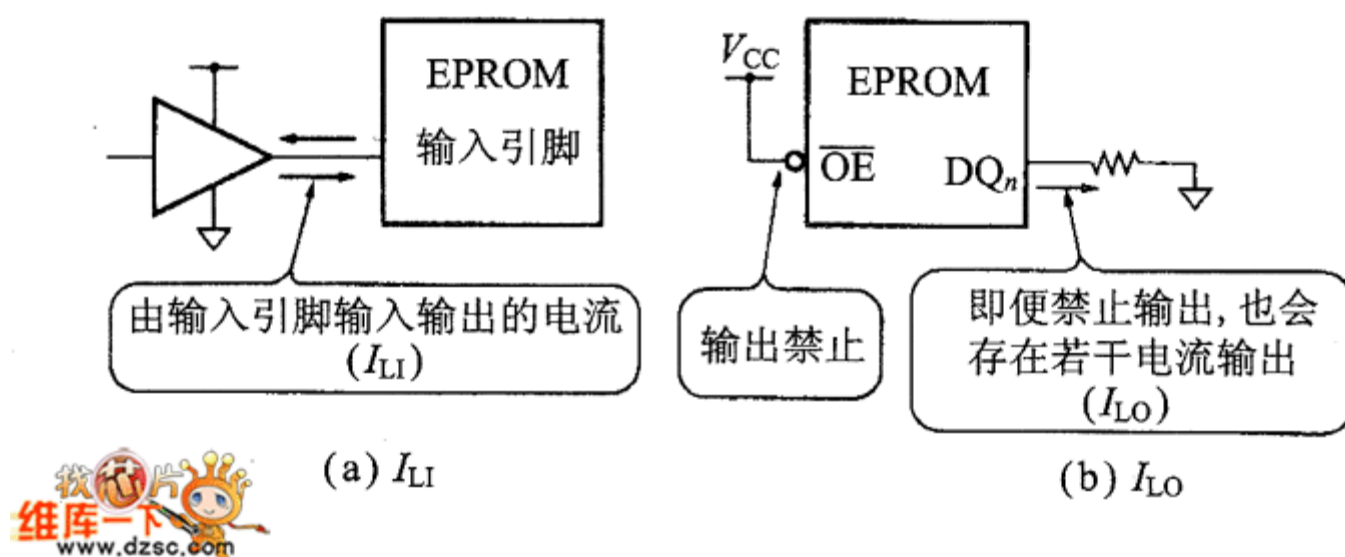 EPROM
输入引脚
由输入引脚输入输出的电流
(I_LI)
(a) I_LI
V_CC
EPROM
O̅E̅
DQ_n
输出禁止
即便禁止输出, 也会
存在若干电流输出
(I_LO)
(b) I_LO
找芯片
维库一下
www.dzsc.com